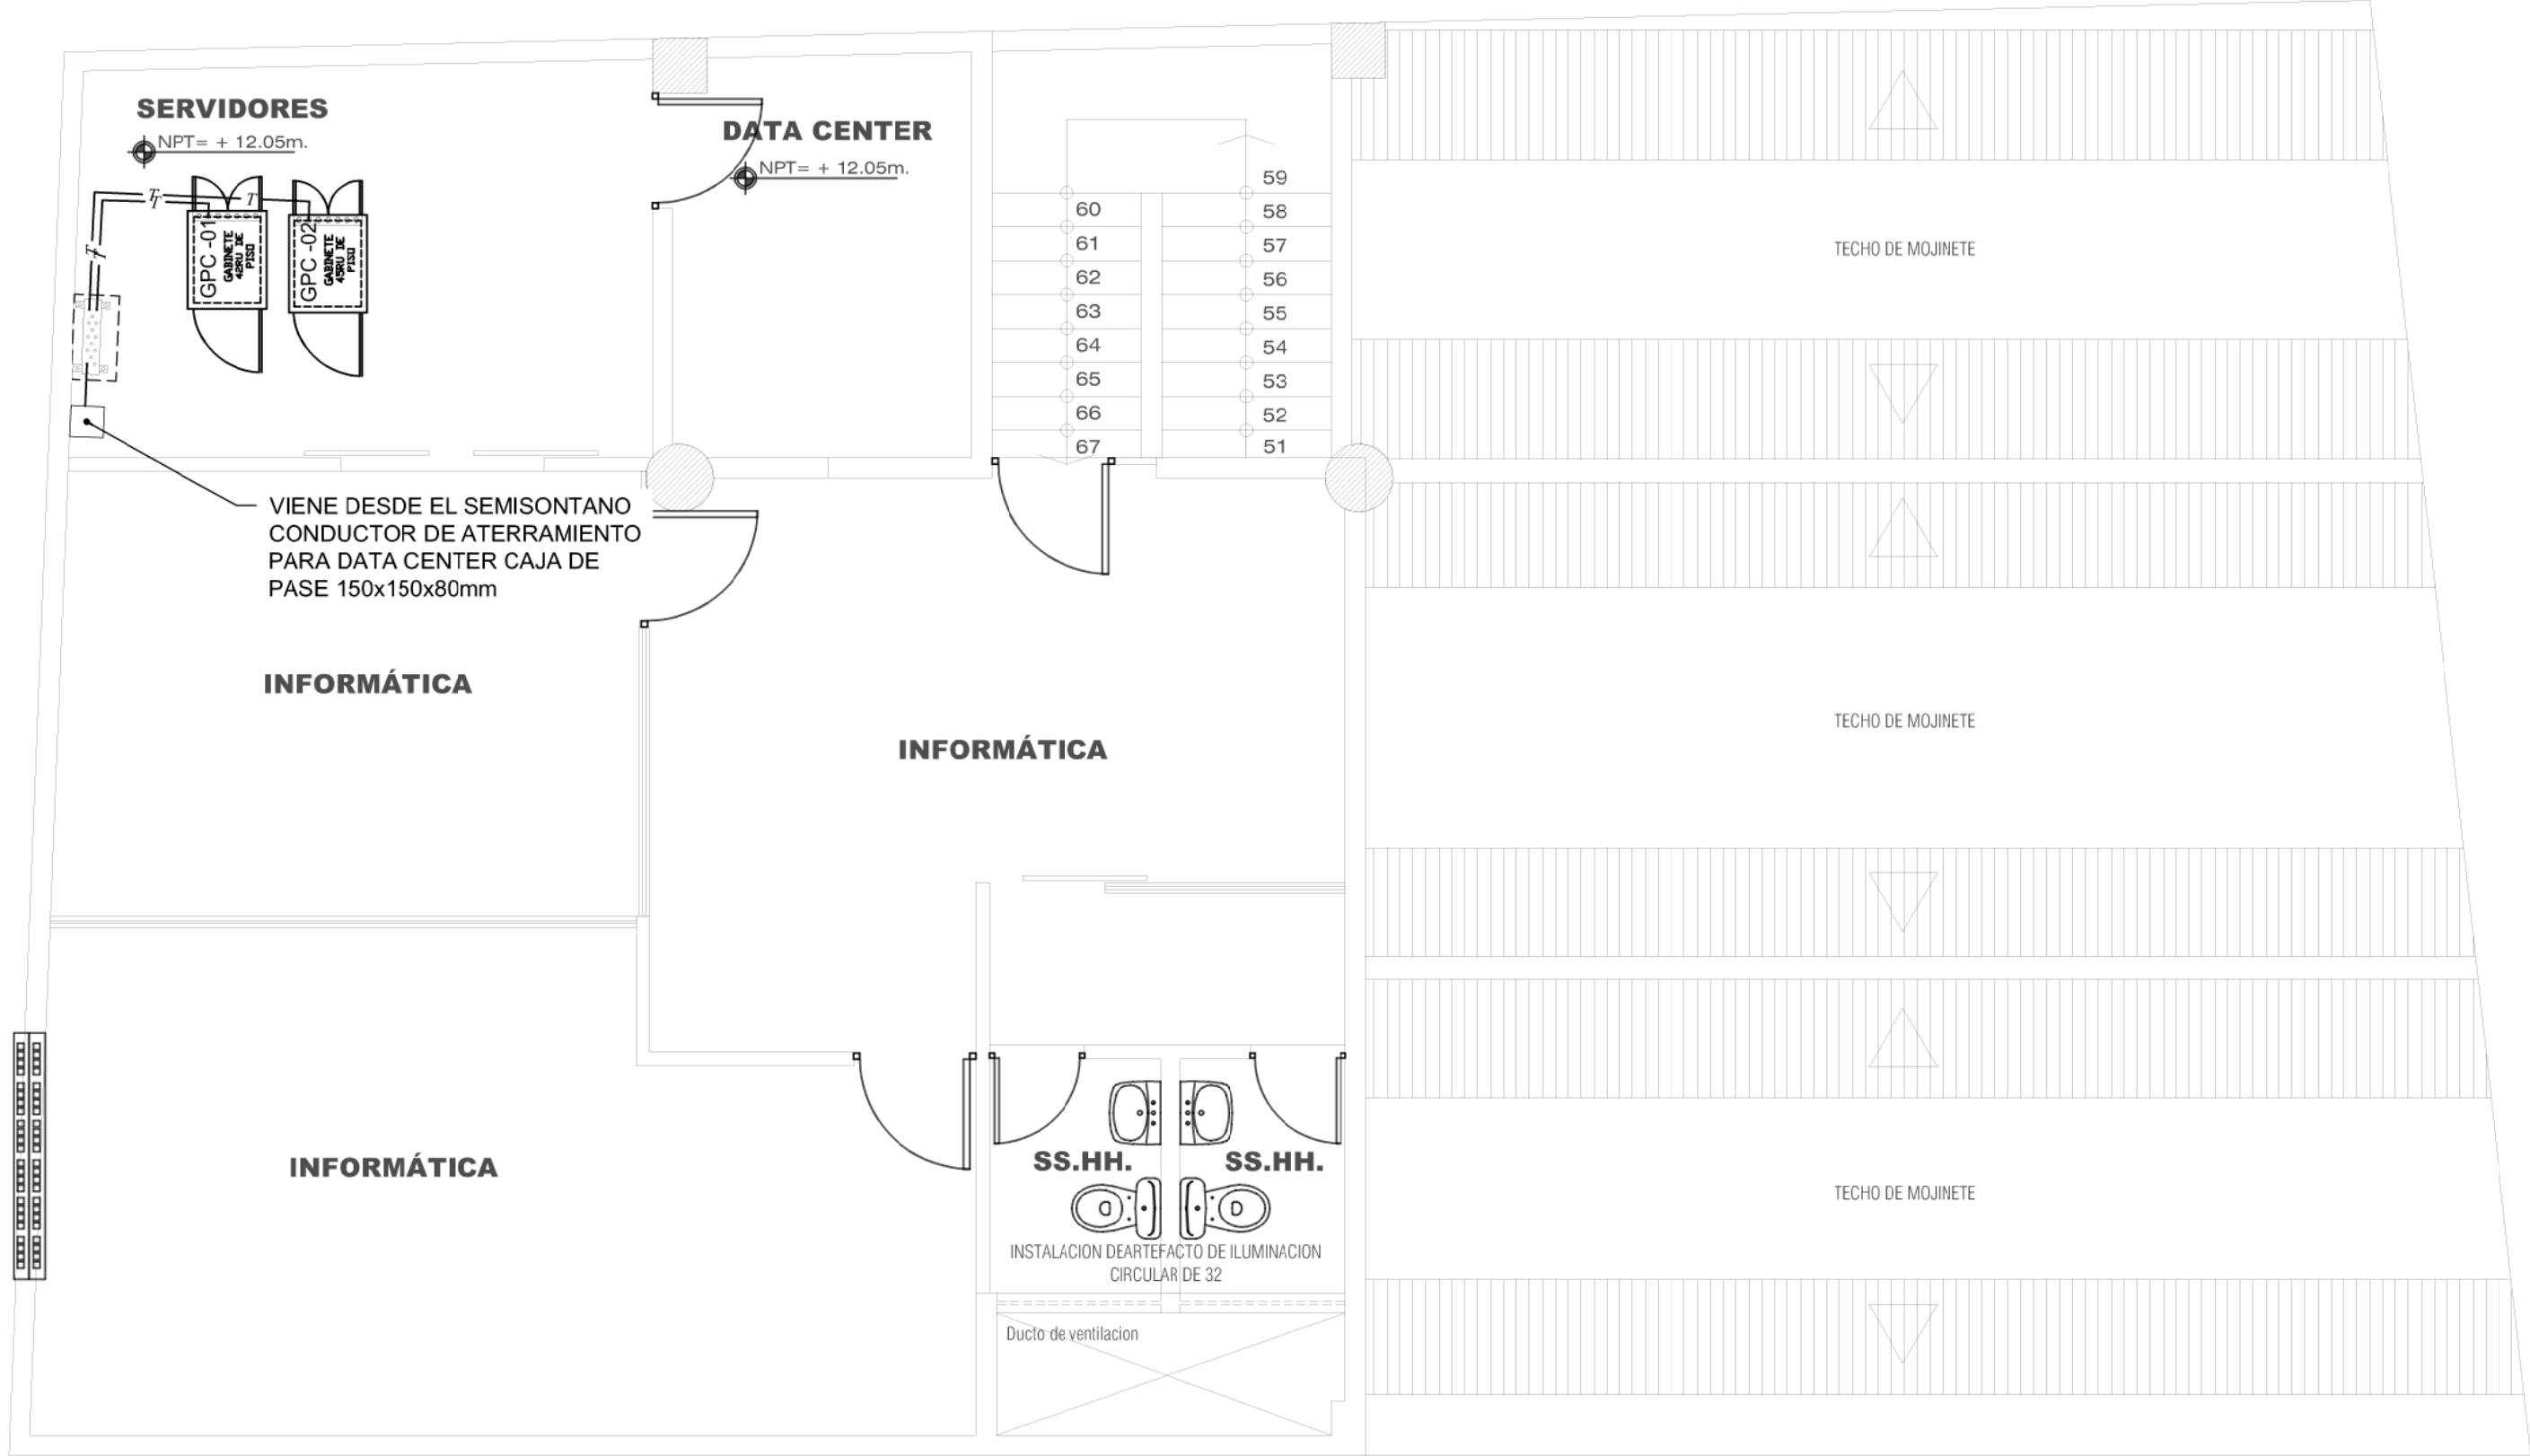 SERVIDORES
NPT= + 12.05m.
DATA CENTER
NPT= + 12.05m.
T
T
T
T
T
GPC -01
GABINETE
42RU DE
PISO
GPC -02
GABINETE
45RU DE
PISO
60
61
62
63
64
65
66
67
59
58
57
56
55
54
53
52
51
TECHO DE MOJINETE
VIENE DESDE EL SEMISONTANO
CONDUCTOR DE ATERRAMIENTO
PARA DATA CENTER CAJA DE
PASE 150x150x80mm
INFORMÁTICA
INFORMÁTICA
TECHO DE MOJINETE
INFORMÁTICA
SS.HH.
SS.HH.
TECHO DE MOJINETE
INSTALACION DEARTEFACTO DE ILUMINACION
CIRCULAR DE 32
Ducto de ventilacion